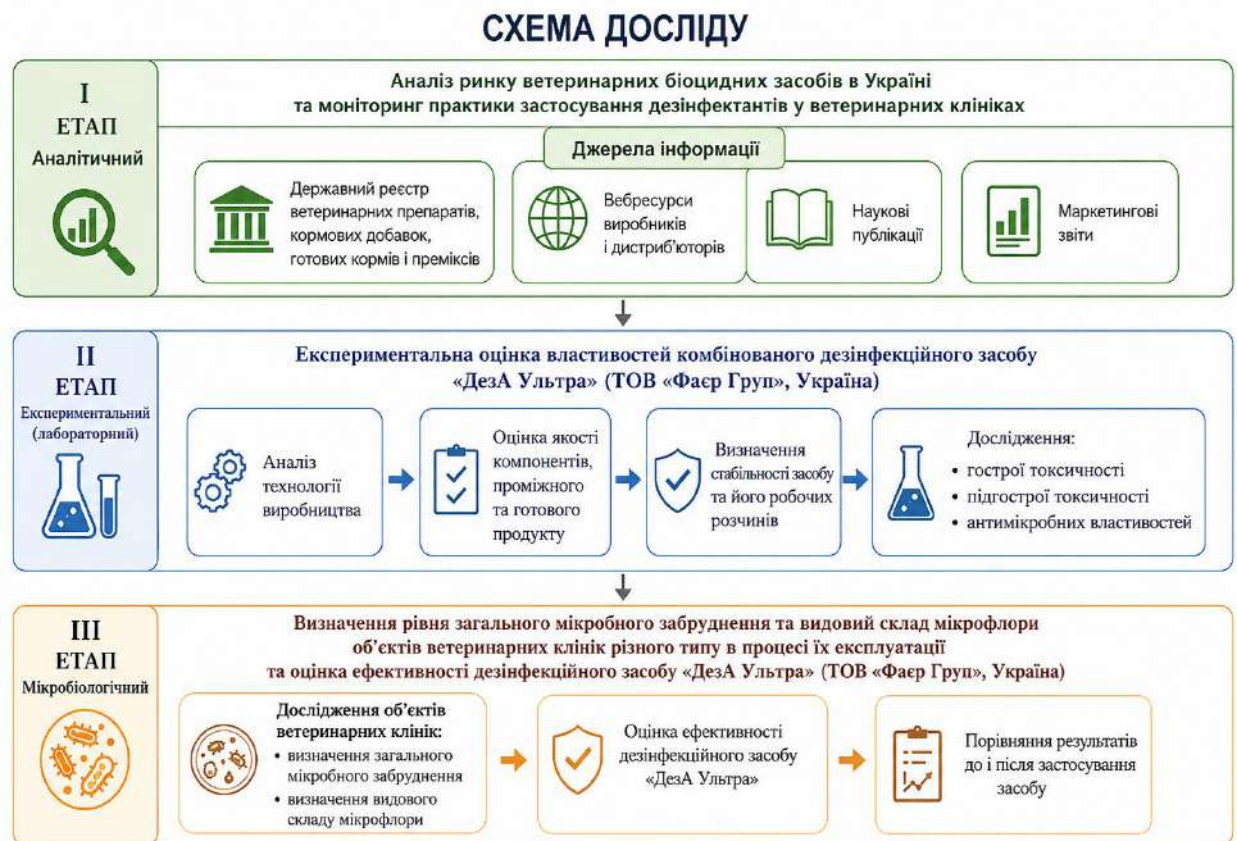 СХЕМА ДОСЛІДУ
I
ЕТАП
Аналітичний
Аналіз ринку ветеринарних біоцидних засобів в Україні
та моніторинг практики застосування дезінфектантів у ветеринарних клініках
Джерела інформації
Державний реєстр
ветеринарних препаратів,
кормових добавок,
готових кормів і преміксів
Вебресурси
виробників
і дистриб'юторів
Наукові
публікації
Маркетингові
звіти
II
ЕТАП
Експериментальний
(лабораторний)
Експериментальна оцінка властивостей комбінованого дезінфекційного засобу
«ДезА Ультра» (ТОВ «Фаєр Груп», Україна)
Аналіз
технології
виробництва
Оцінка якості
компонентів,
проміжного
та готового
продукту
Визначення
стабільності засобу
та його робочих
розчинів
Дослідження:
• гострої токсичності
• підгострої токсичності
• антимікробних властивостей
III
ЕТАП
Мікробіологічний
Визначення рівня загального мікробного забруднення та видовий склад мікрофлори
об'єктів ветеринарних клінік різного типу в процесі їх експлуатації
та оцінка ефективності дезінфекційного засобу «ДезА Ультра» (ТОВ «Фаєр Груп», Україна)
Дослідження об'єктів
ветеринарних клінік:
• визначення загального
мікробного забруднення
• визначення видового
складу мікрофлори
Оцінка ефективності
дезінфекційного засобу
«ДезА Ультра»
Порівняння результатів
до і після застосування
засобу